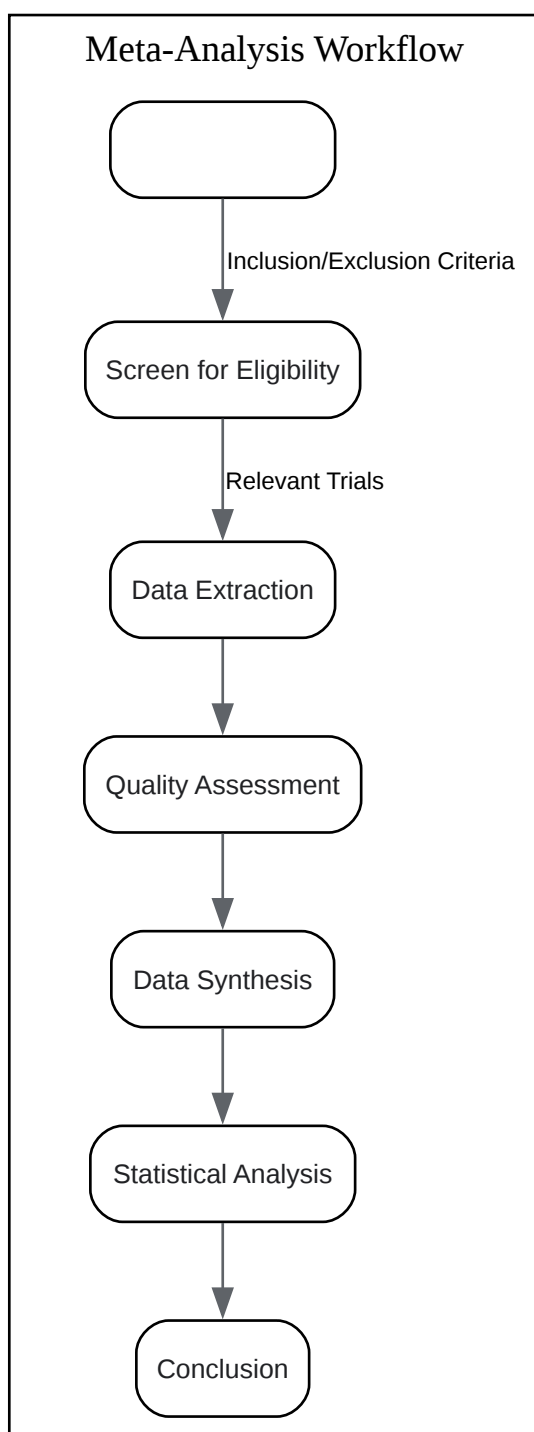 Meta-Analysis Workflow
Inclusion/Exclusion Criteria
Screen for Eligibility
Relevant Trials
Data Extraction
Quality Assessment
Data Synthesis
Statistical Analysis
Conclusion